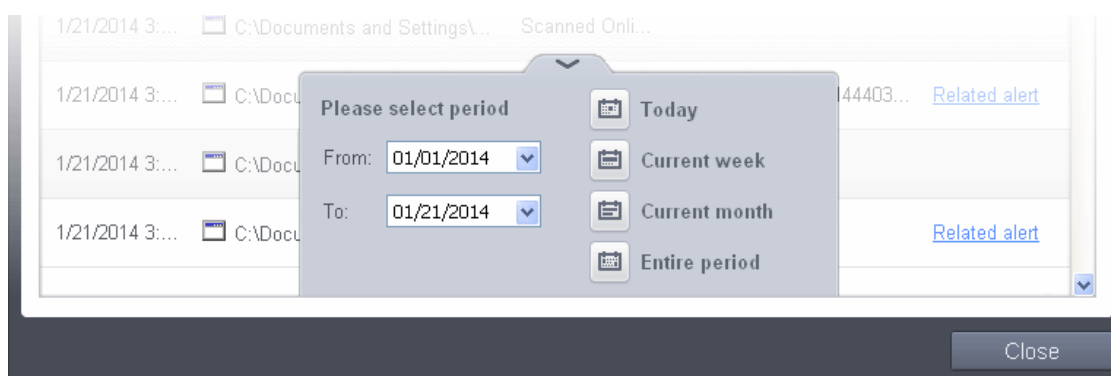 1/21/2014 3:... C:\Documents and Settings\... Scanned Onli...
1/21/2014 3:... C:\Docu 44403... Related alert
1/21/2014 3:... C:\Docu
1/21/2014 3:... C:\Docu Related alert
Please select period
From: 01/01/2014
To: 01/21/2014
Today
Current week
Current month
Entire period
Close